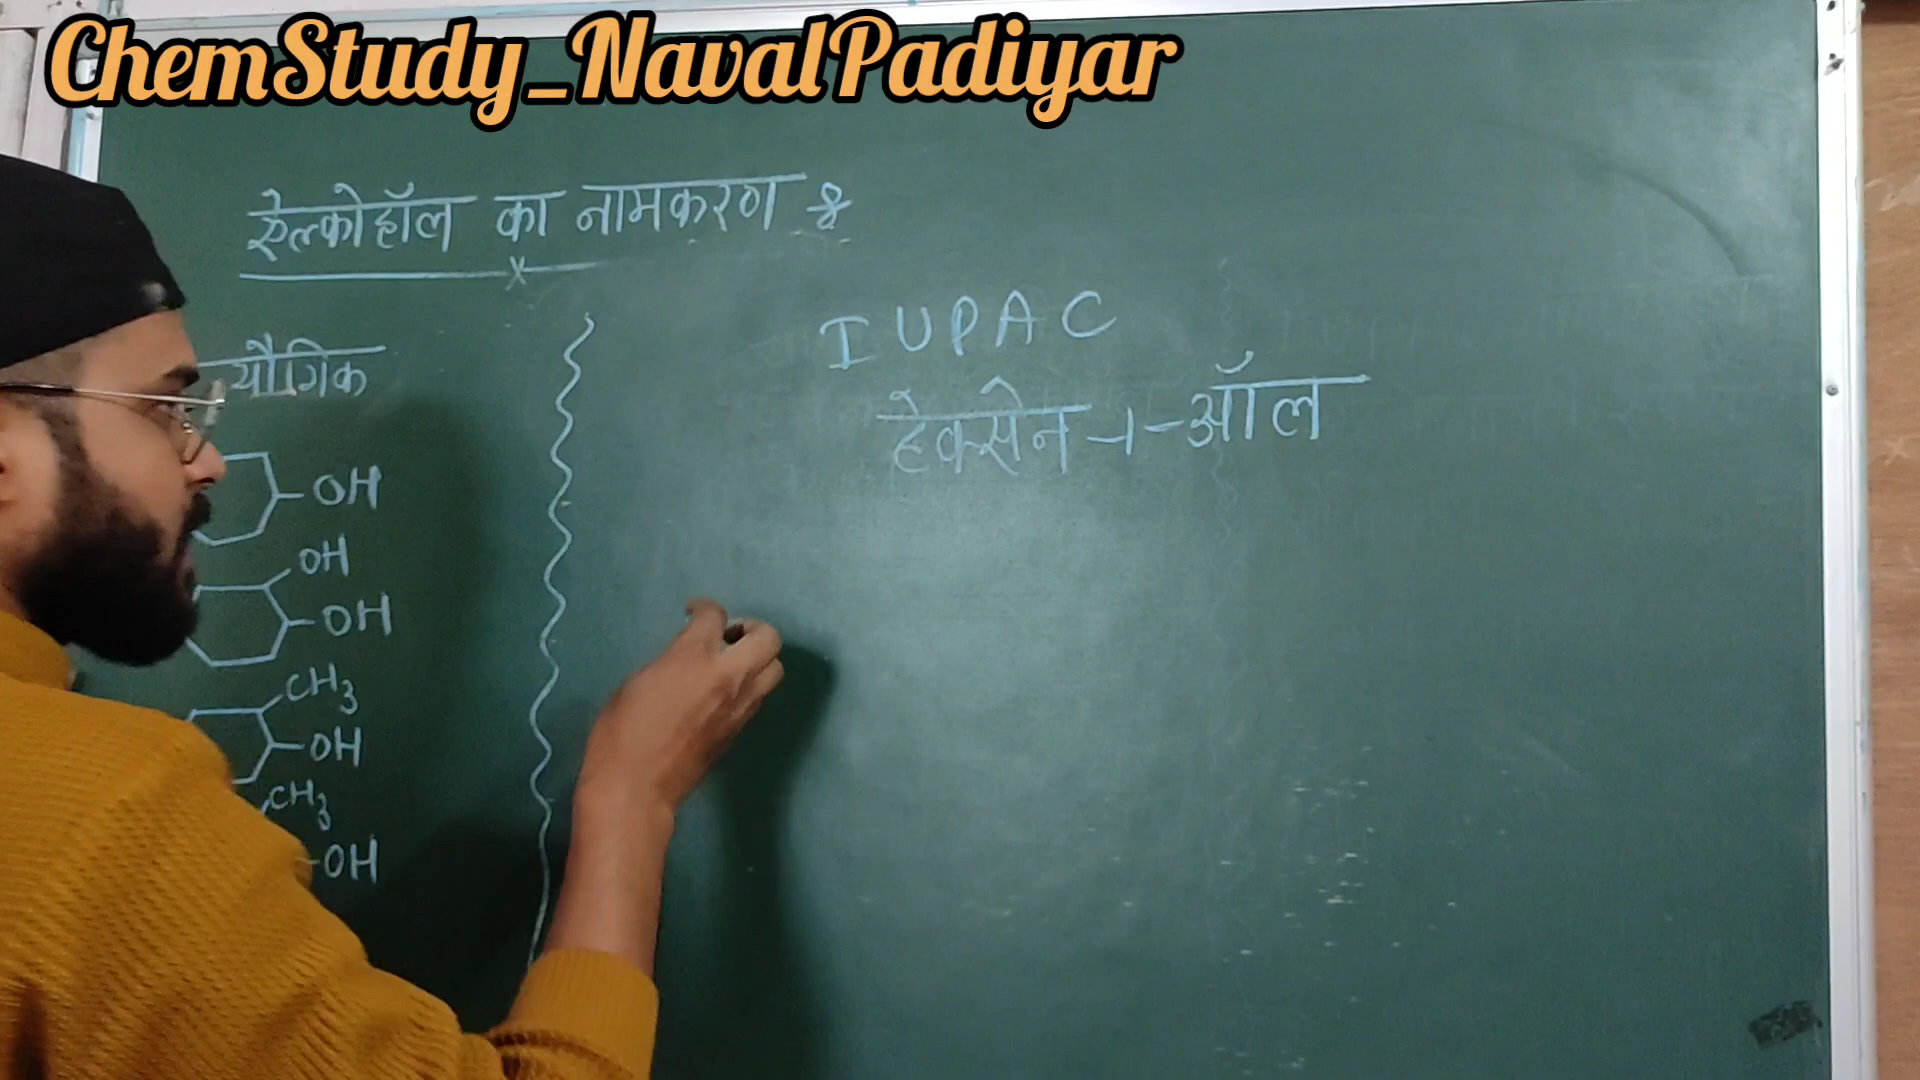 ChemStudy_NavalPadiyar
ऐल्कोहॉल का नामकरण :
यौगिक
IUPAC
हेक्सेन-1-ऑल
-OH
OH
-OH
CH3
-OH
CH3
-OH